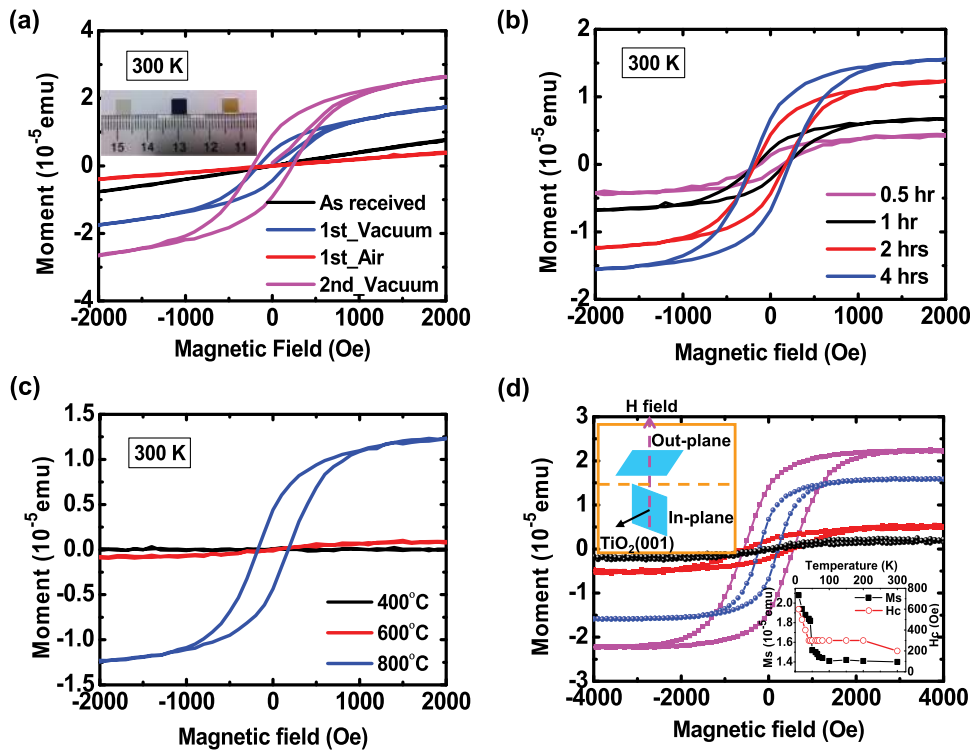 (a)
4
2
0
-2
-4
Moment (10⁻⁵ emu)
300 K
15 14 13 12 11
As received
1st_Vacuum
1st_Air
2nd_Vacuum
-2000 -1000 0 1000 2000
Magnetic Field (Oe)
(b)
2
1
0
-1
-2
Moment (10⁻⁵ emu)
300 K
0.5 hr
1 hr
2 hrs
4 hrs
-2000 -1000 0 1000 2000
Magnetic field (Oe)
(c)
1.5
1.0
0.5
0.0
-0.5
-1.0
-1.5
Moment (10⁻⁵ emu)
300 K
400°C
600°C
800°C
-2000 -1000 0 1000 2000
Magnetic field (Oe)
(d)
3
2
1
0
-1
-2
-3
Moment (10⁻⁵ emu)
H field
Out-plane
In-plane
TiO₂(001)
Temperature (K)
0 100 200 300
2.0
1.8
1.6
1.4
Ms (10⁻⁵ emu)
Ms
Hc
800
600
400
200
0
Hc (Oe)
-4000 -2000 0 2000 4000
Magnetic field (Oe)